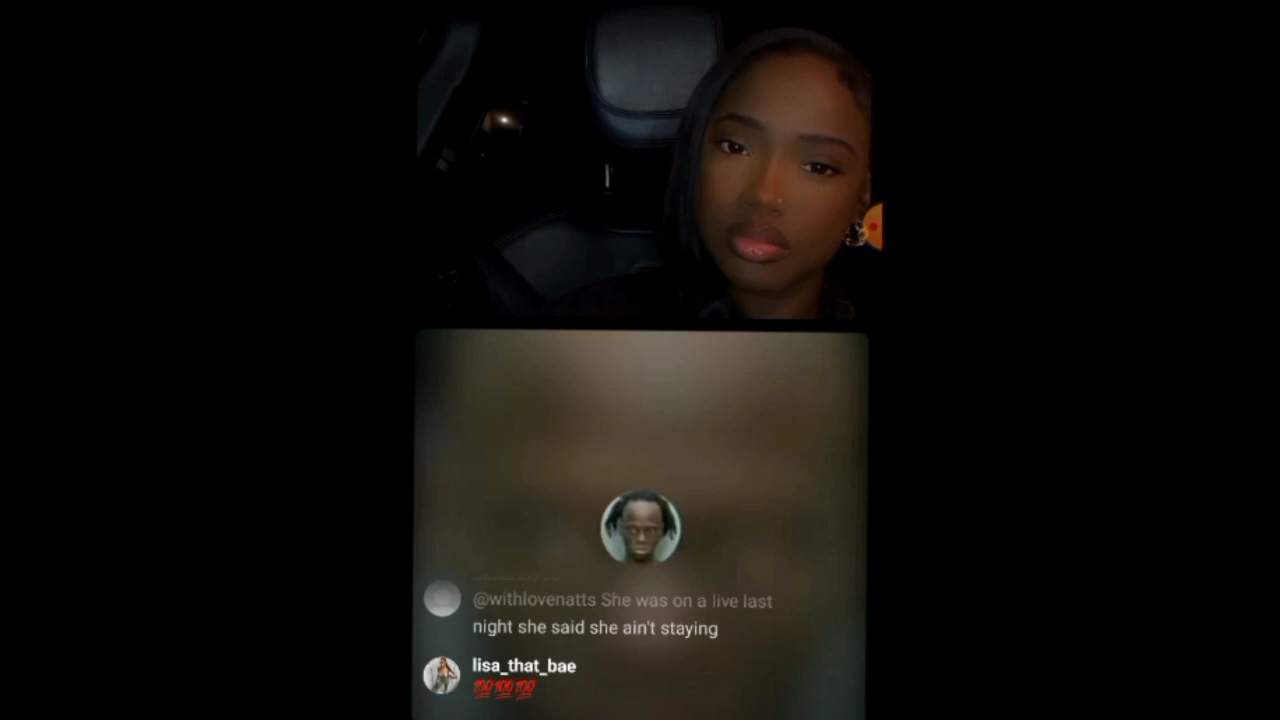 @withlovenatts She was on a live last
night she said she ain't staying
lisa_that_bae
💯💯💯